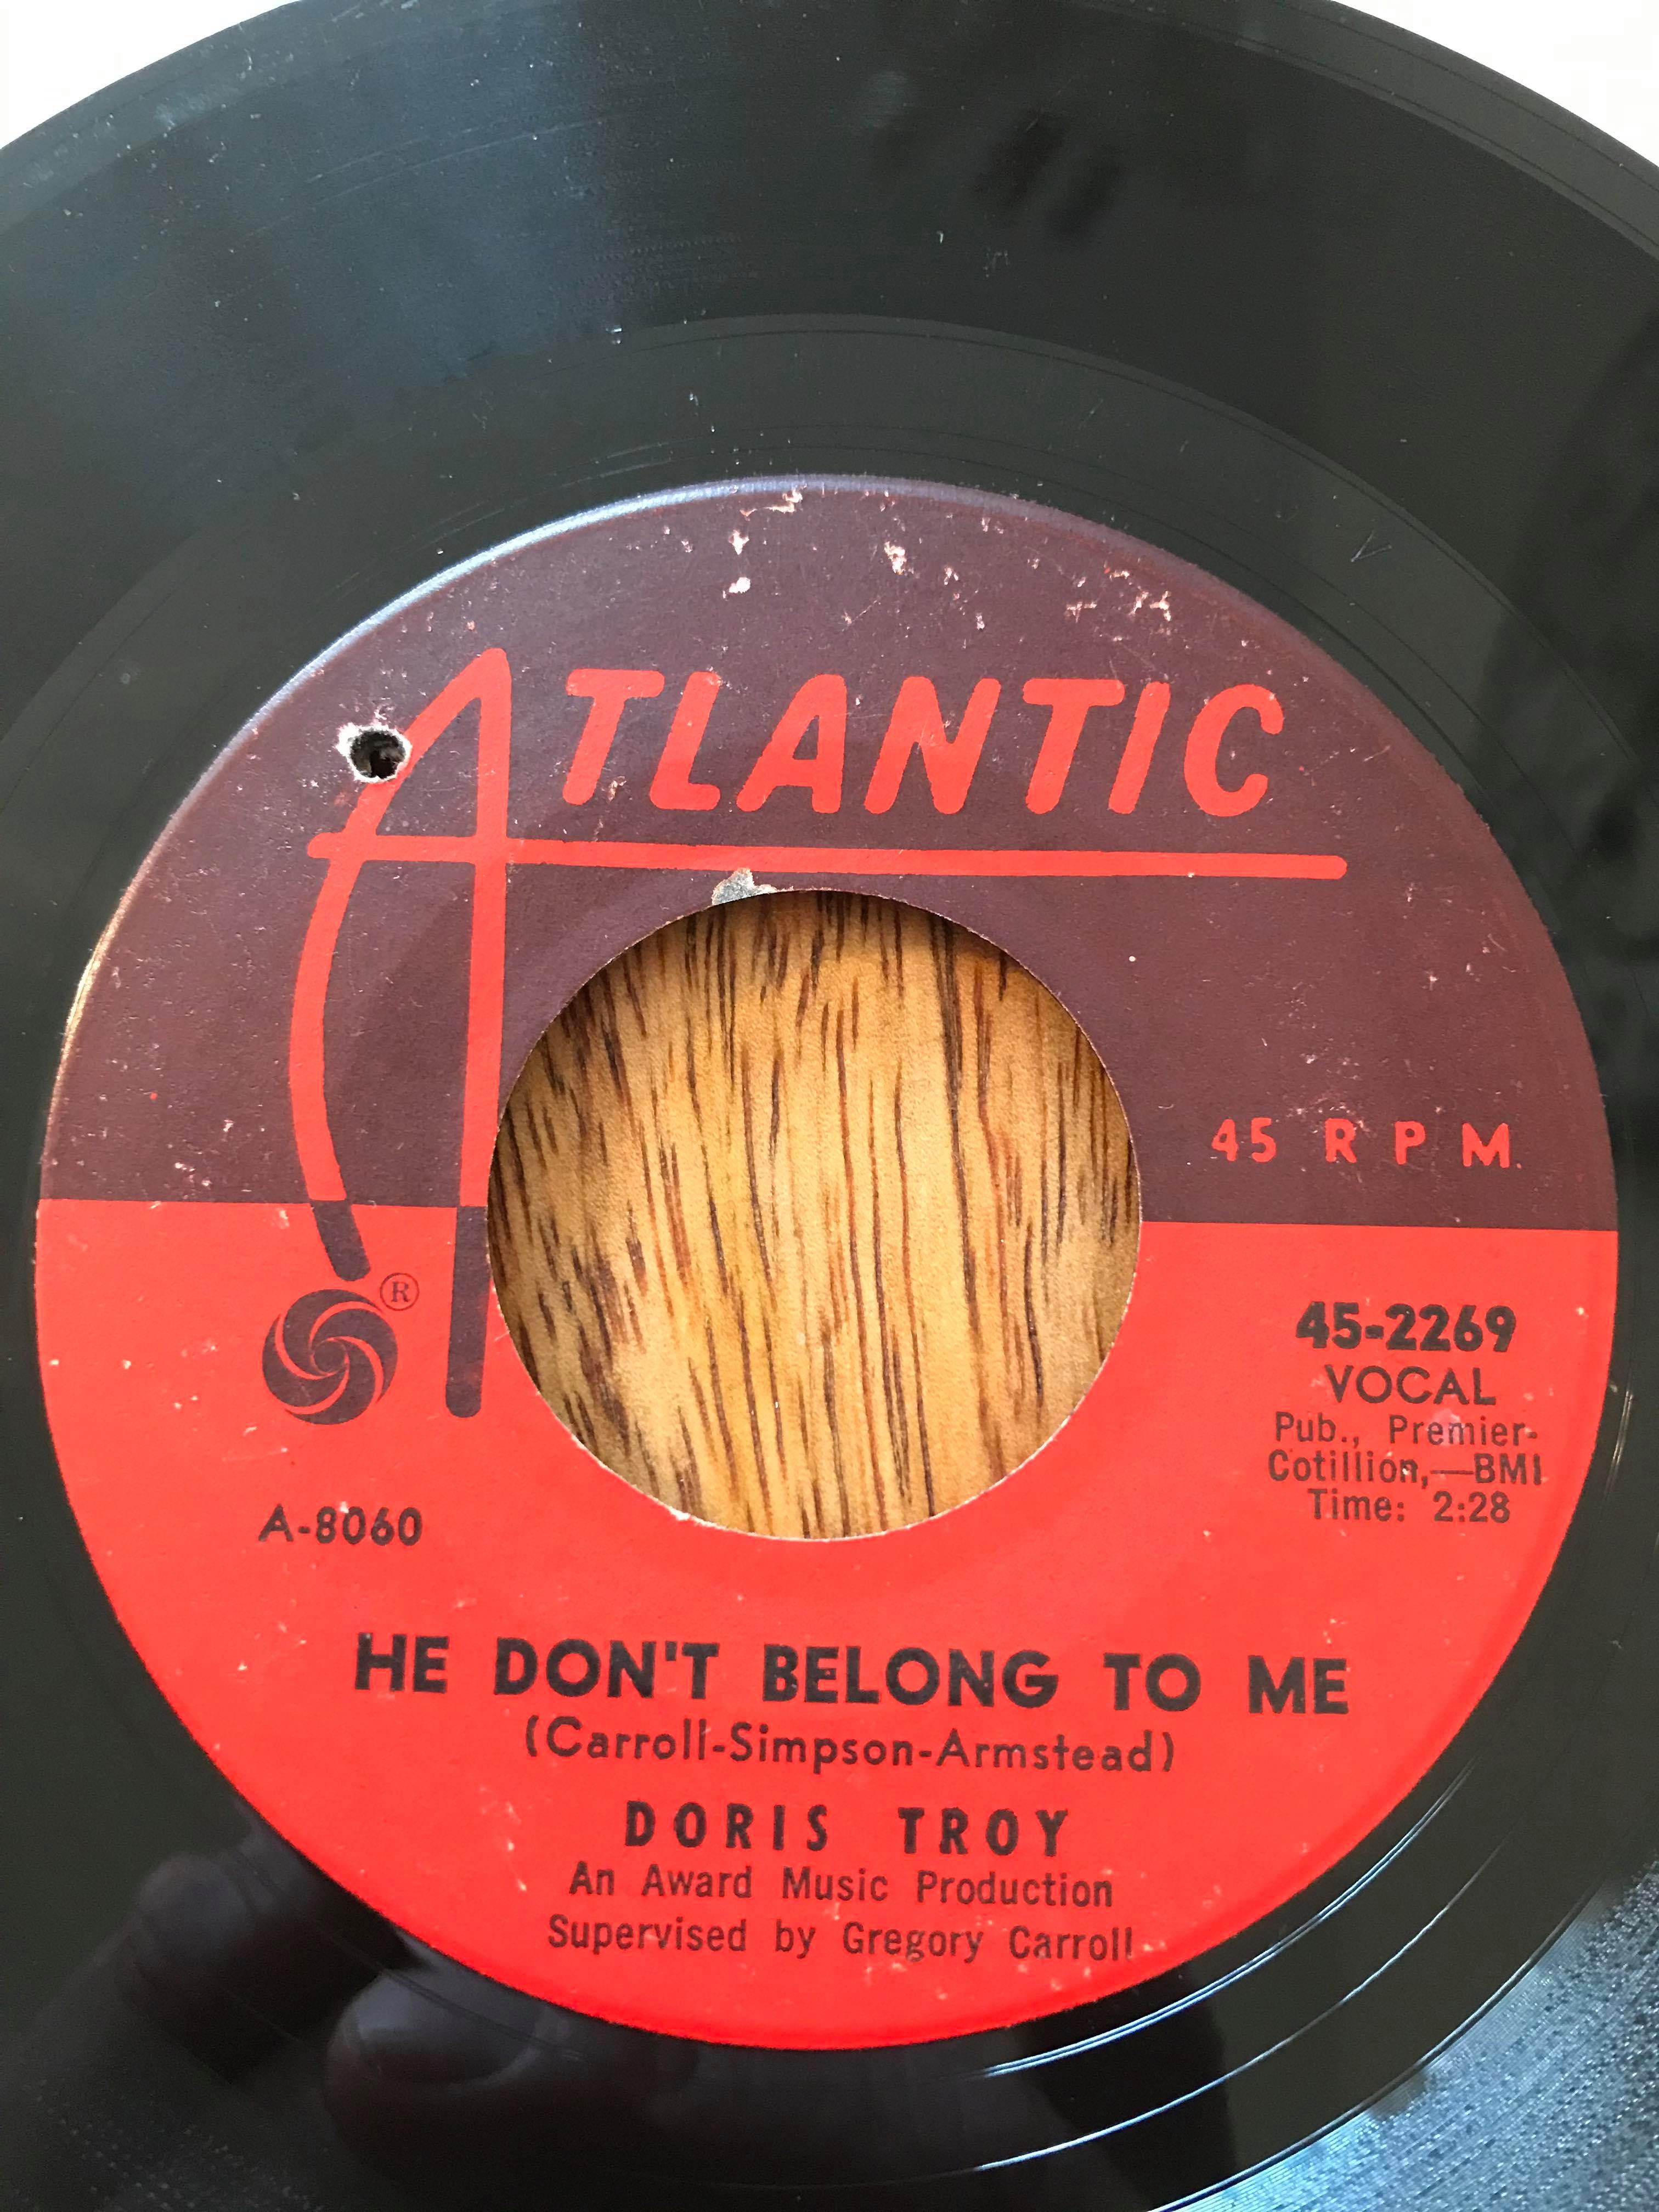 ATLANTIC
45 RPM.
®
45-2269
VOCAL
Pub., Premier-
Cotillion,—BMI
Time: 2:28
A-8060
HE DON'T BELONG TO ME
(Carroll-Simpson-Armstead)
DORIS TROY
An Award Music Production
Supervised by Gregory Carroll